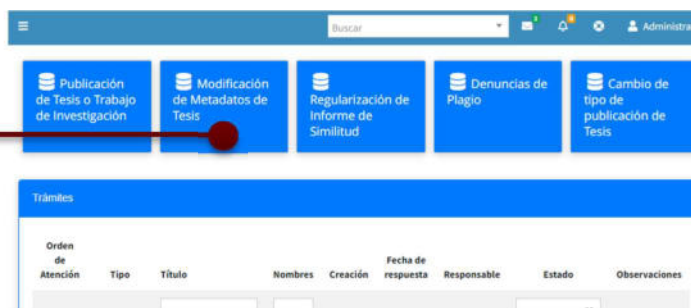 Buscar
3
Administra
Publicación
de Tesis o Trabajo
de Investigación
Modificación
de Metadatos de
Tesis
Regularización de
Informe de
Similitud
Denuncias de
Plagio
Cambio de
tipo de
publicación de
Tesis
Trámites
Orden
de
Atención
Tipo
Título
Nombres
Creación
Fecha de
respuesta
Responsable
Estado
Observaciones